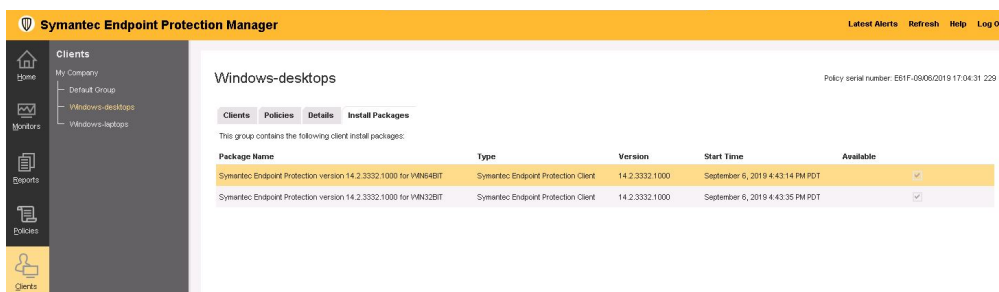 Symantec Endpoint Protection Manager
Latest Alerts Refresh Help Log O
Home
Monitors
Reports
Policies
Clients
Clients
My Company
Default Group
Windows-desktops
Windows-laptops
Windows-desktops
Policy serial number: E61F-09/06/2019 17:04:31 229
Clients Policies Details Install Packages
This group contains the following client install packages:
Package Name Type Version Start Time Available
Symantec Endpoint Protection version 14.2.3332.1000 for WIN64BIT Symantec Endpoint Protection Client 14.2.3332.1000 September 6, 2019 4:43:14 PM PDT
Symantec Endpoint Protection version 14.2.3332.1000 for WIN32BIT Symantec Endpoint Protection Client 14.2.3332.1000 September 6, 2019 4:43:35 PM PDT